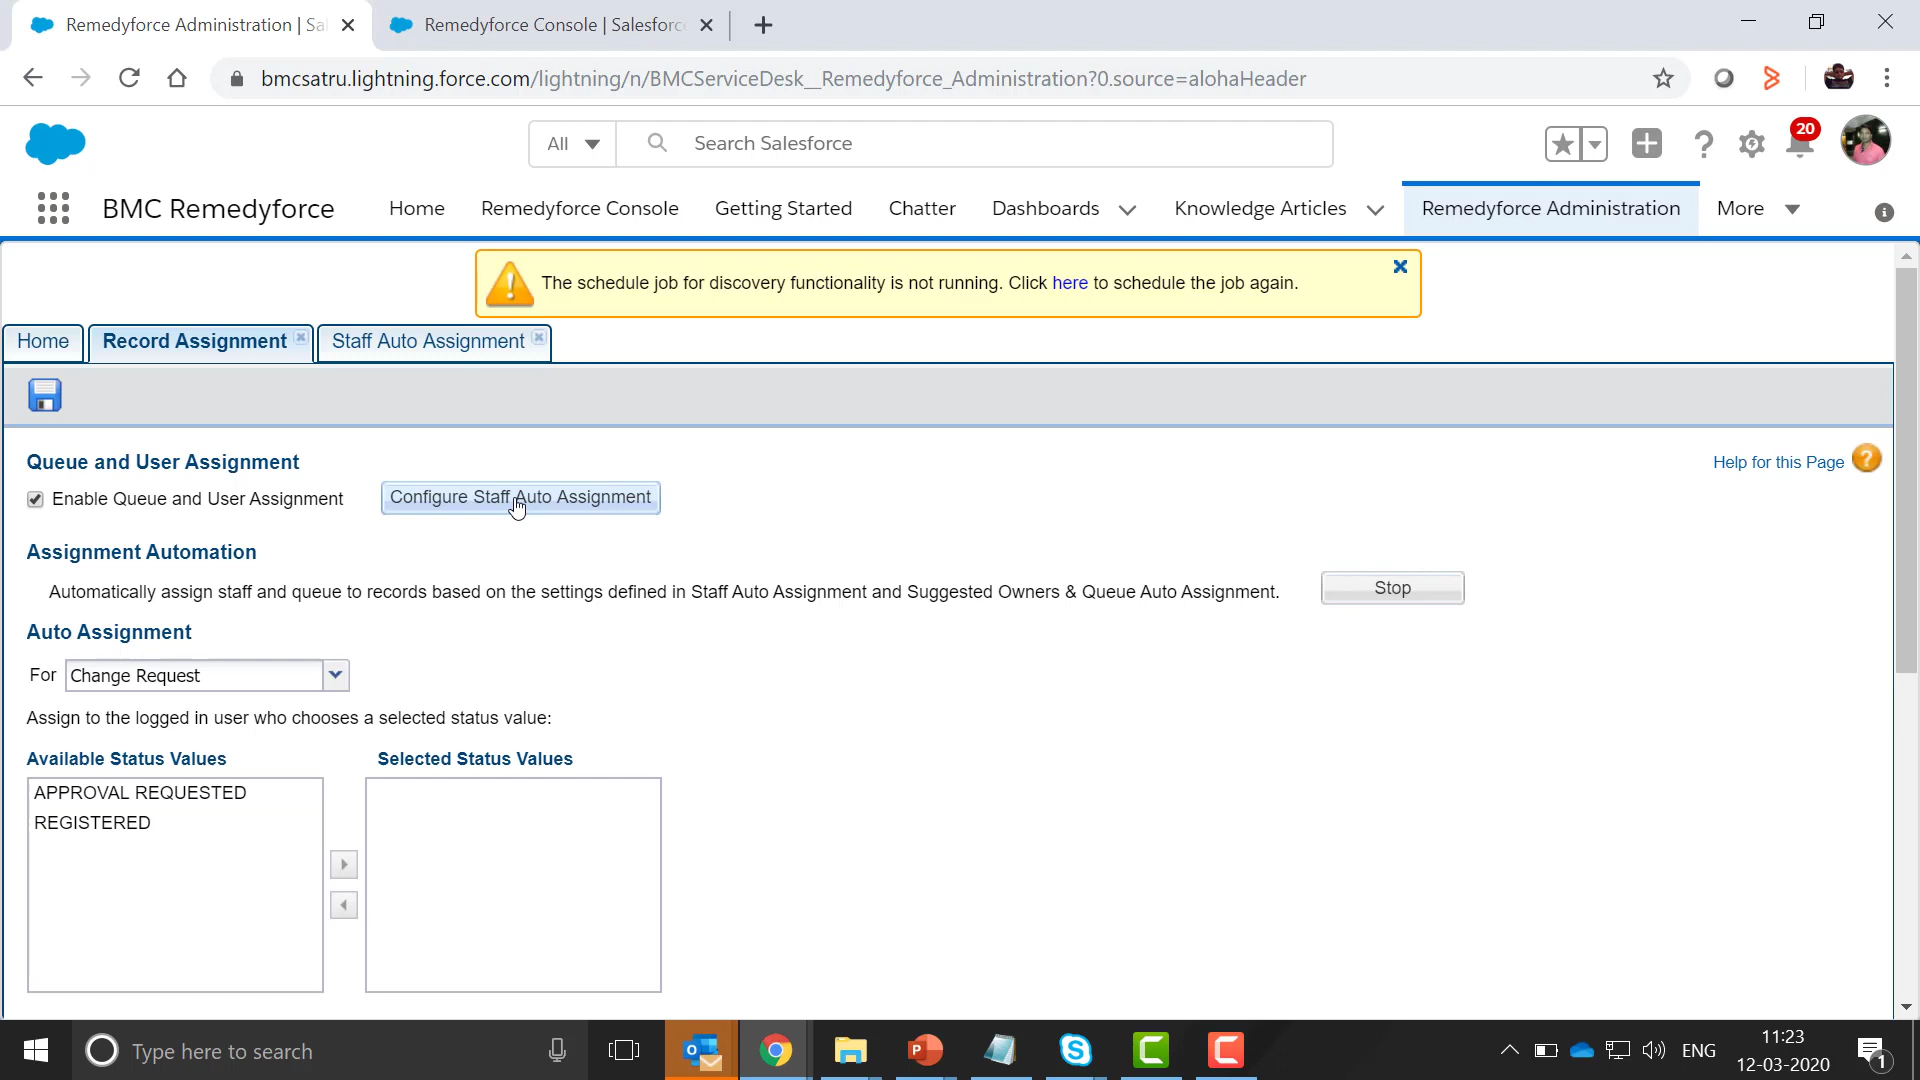 Remedyforce Administration | Sal
Remedyforce Console | Salesforce
bmcsatru.lightning.force.com/lightning/n/BMCServiceDesk__Remedyforce_Administration?0.source=alohaHeader
All
Search Salesforce
20
BMC Remedyforce
Home
Remedyforce Console
Getting Started
Chatter
Dashboards
Knowledge Articles
Remedyforce Administration
More
The schedule job for discovery functionality is not running. Click here to schedule the job again.
Home
Record Assignment
Staff Auto Assignment
Queue and User Assignment
Help for this Page
Enable Queue and User Assignment
Configure Staff Auto Assignment
Assignment Automation
Automatically assign staff and queue to records based on the settings defined in Staff Auto Assignment and Suggested Owners & Queue Auto Assignment.
Stop
Auto Assignment
For
Change Request
Assign to the logged in user who chooses a selected status value:
Available Status Values
Selected Status Values
APPROVAL REQUESTED
REGISTERED
Type here to search
ENG
11:23
12-03-2020
1